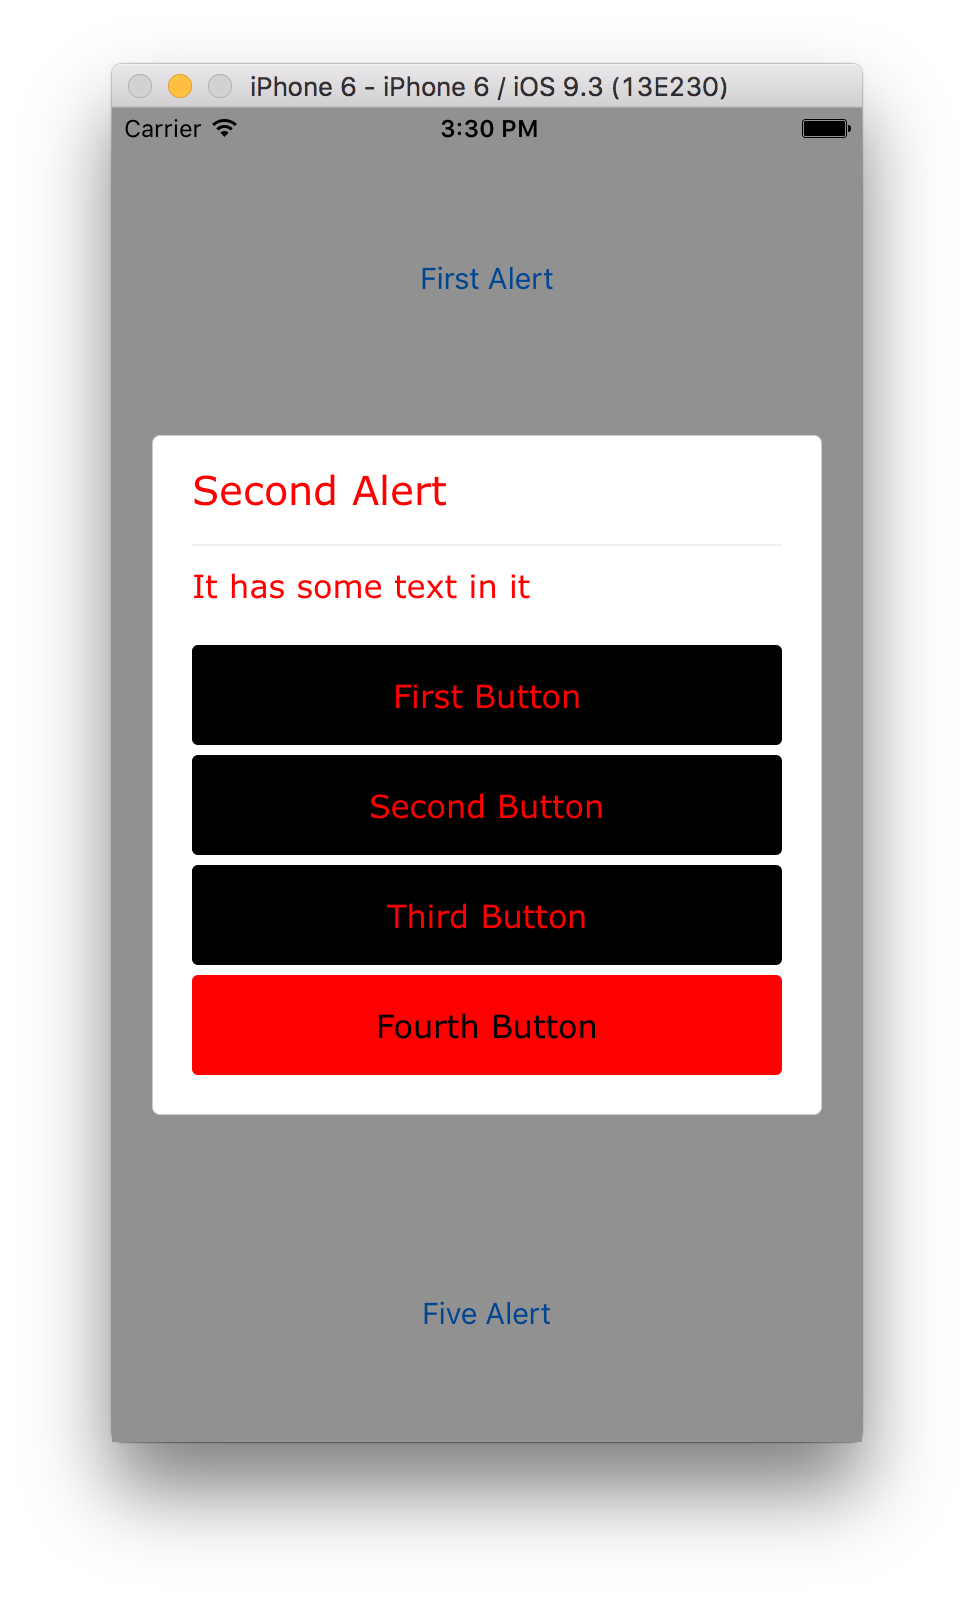 iPhone 6 - iPhone 6 / iOS 9.3 (13E230)
Carrier 3:30 PM
First Alert
Second Alert
It has some text in it
First Button
Second Button
Third Button
Fourth Button
Five Alert